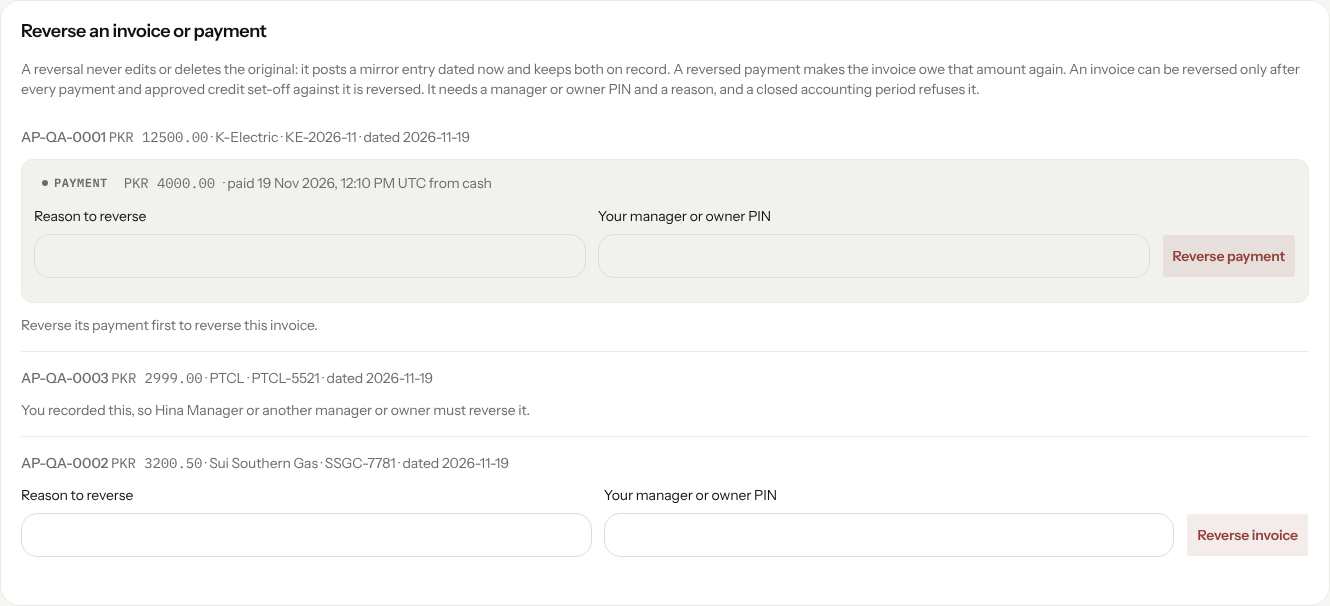 Reverse an invoice or payment
A reversal never edits or deletes the original: it posts a mirror entry dated now and keeps both on record. A reversed payment makes the invoice owe that amount again. An invoice can be reversed only after
every payment and approved credit set-off against it is reversed. It needs a manager or owner PIN and a reason, and a closed accounting period refuses it.
AP-QA-0001 PKR 12500.00 · K-Electric · KE-2026-11 · dated 2026-11-19
PAYMENT PKR 4000.00 · paid 19 Nov 2026, 12:10 PM UTC from cash
Reason to reverse Your manager or owner PIN
Reverse payment
Reverse its payment first to reverse this invoice.
AP-QA-0003 PKR 2999.00 · PTCL · PTCL-5521 · dated 2026-11-19
You recorded this, so Hina Manager or another manager or owner must reverse it.
AP-QA-0002 PKR 3200.50 · Sui Southern Gas · SSGC-7781 · dated 2026-11-19
Reason to reverse Your manager or owner PIN
Reverse invoice